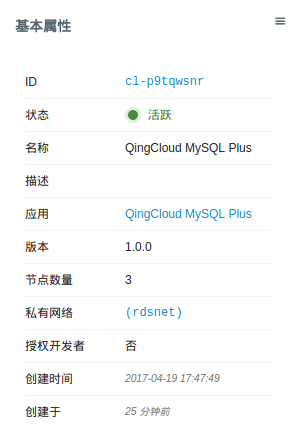 基本属性
ID cl-p9tqwsnr
状态 活跃
名称 QingCloud MySQL Plus
描述
应用 QingCloud MySQL Plus
版本 1.0.0
节点数量 3
私有网络 (rdsnet)
授权开发者 否
创建时间 2017-04-19 17:47:49
创建于 25 分钟前